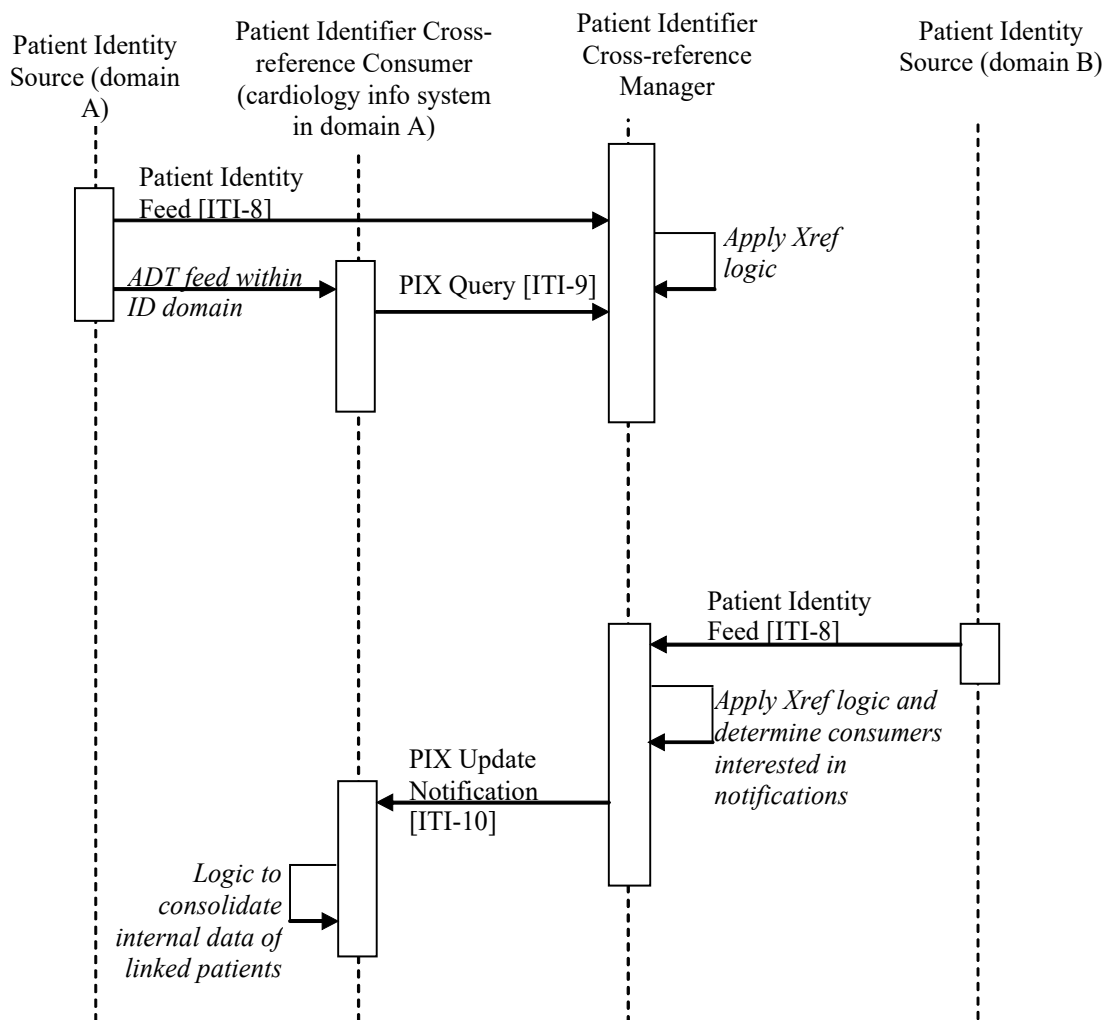 Patient Identity
Source (domain
A)
Patient Identifier Cross-
reference Consumer
(cardiology info system
in domain A)
Patient Identifier
Cross-reference
Manager
Patient Identity
Source (domain B)
Patient Identity
Feed [ITI-8]
Apply Xref
logic
ADT feed within
ID domain
PIX Query [ITI-9]
Patient Identity
Feed [ITI-8]
Apply Xref logic and
determine consumers
interested in
notifications
PIX Update
Notification
[ITI-10]
Logic to
consolidate
internal data of
linked patients